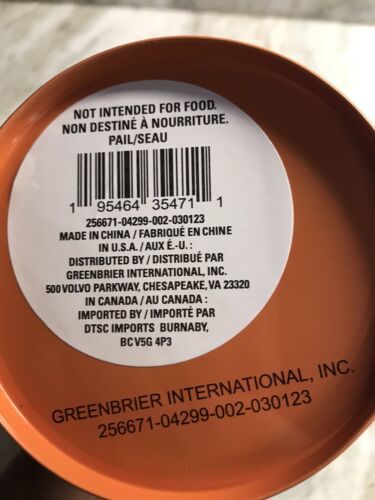 NOT INTENDED FOR FOOD.
NON DESTINÉ À NOURRITURE.
PAIL/SEAU
1 95464 35471 1
256671-04299-002-030123
MADE IN CHINA / FABRIQUÉ EN CHINE
IN U.S.A. / AUX É.-U. :
DISTRIBUTED BY / DISTRIBUÉ PAR
GREENBRIER INTERNATIONAL, INC.
500 VOLVO PARKWAY, CHESAPEAKE, VA 23320
IN CANADA / AU CANADA :
IMPORTED BY / IMPORTÉ PAR
DTSC IMPORTS BURNABY,
BC V5G 4P3
GREENBRIER INTERNATIONAL, INC.
256671-04299-002-030123